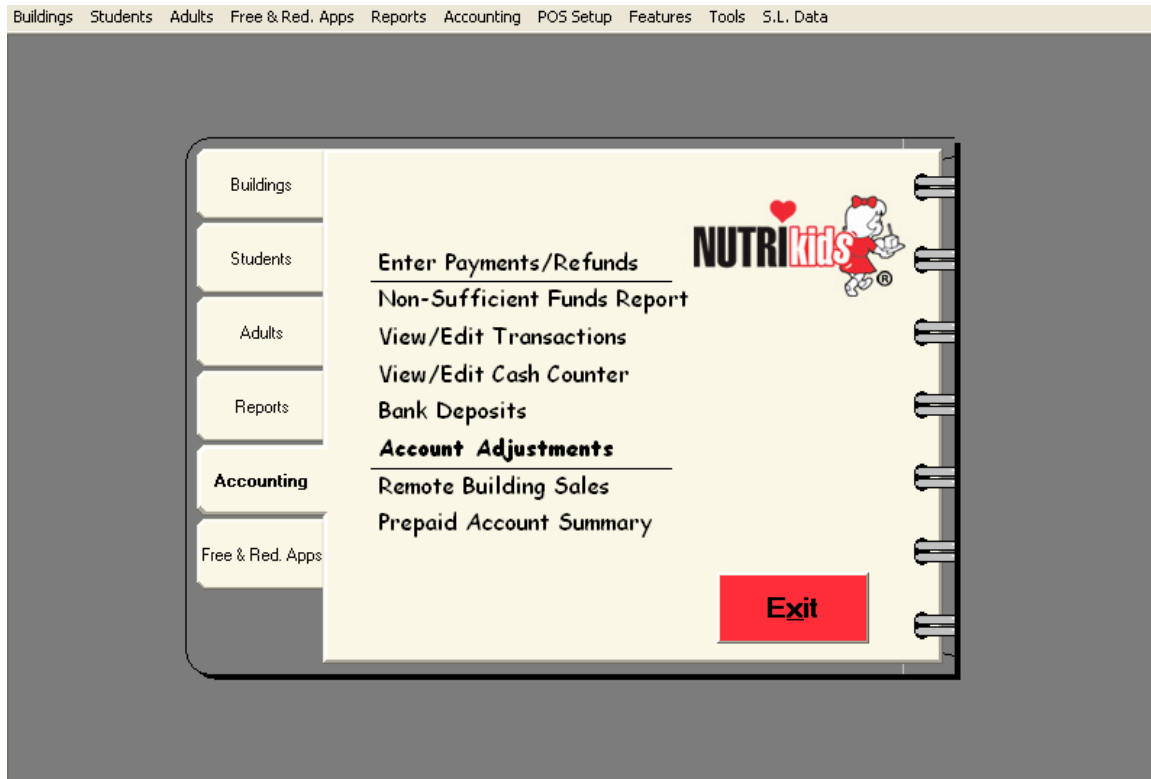 Buildings Students Adults Free & Red. Apps Reports Accounting POS Setup Features Tools S.L. Data
Buildings
Students
Adults
Reports
Accounting
Free & Red. Apps
NUTRIkids®
Enter Payments/Refunds
Non-Sufficient Funds Report
View/Edit Transactions
View/Edit Cash Counter
Bank Deposits
Account Adjustments
Remote Building Sales
Prepaid Account Summary
Exit